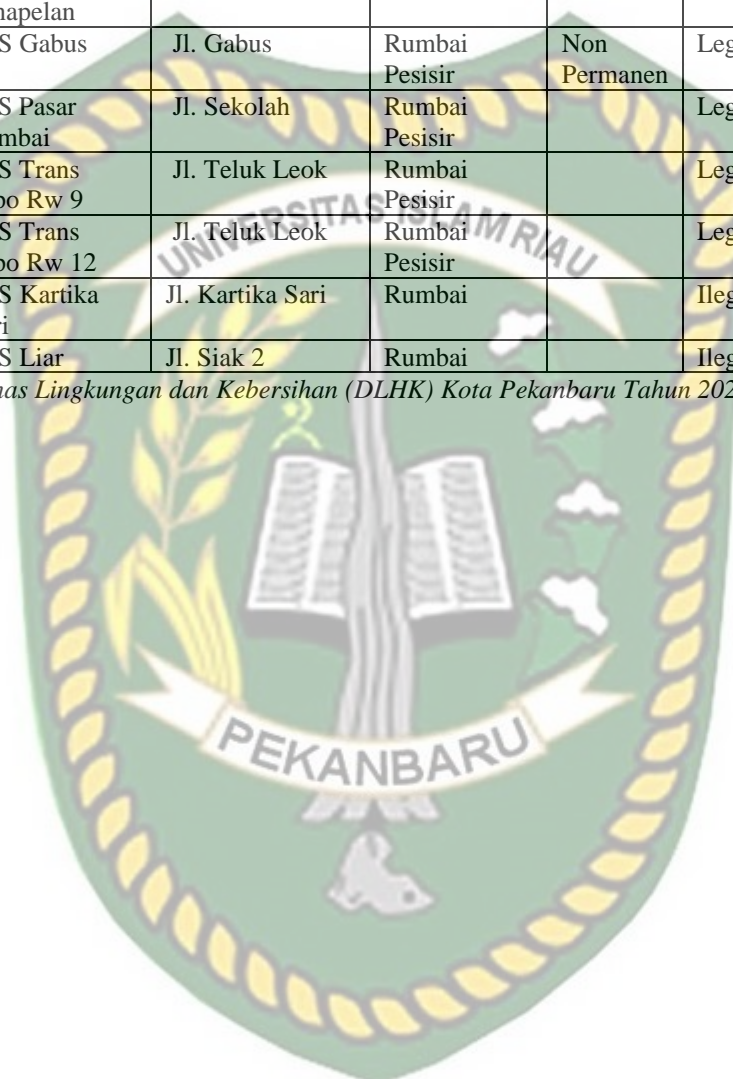 napelan
S Gabus Jl. Gabus Rumbai Non Leg
Pesisir Permanen
S Pasar Jl. Sekolah Rumbai Leg
mbai Pesisir
S Trans Jl. Teluk Leok Rumbai Leg
oo Rw 9 Pesisir
S Trans Jl. Teluk Leok Rumbai Leg
oo Rw 12 Pesisir
S Kartika Jl. Kartika Sari Rumbai Ileg
ri
S Liar Jl. Siak 2 Rumbai Ileg
nas Lingkungan dan Kebersihan (DLHK) Kota Pekanbaru Tahun 202
UNIVERSITAS ISLAM RIAU
PEKANBARU